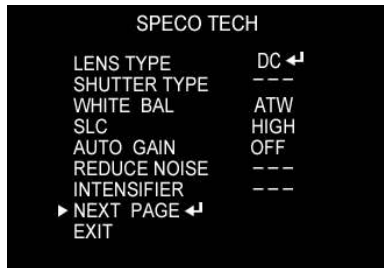 SPECO TECH
LENS TYPE DC ↵
SHUTTER TYPE ---
WHITE BAL ATW
SLC HIGH
AUTO GAIN OFF
REDUCE NOISE ---
INTENSIFIER ---
► NEXT PAGE ↵
EXIT